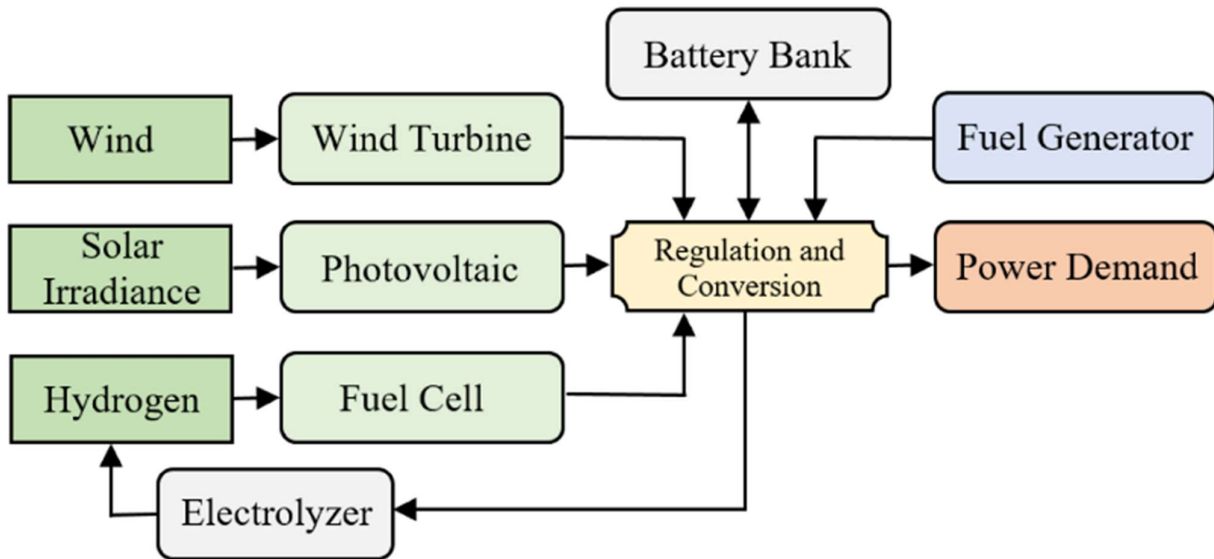 Battery Bank
Wind
Wind Turbine
Fuel Generator
Solar
Irradiance
Photovoltaic
Regulation and
Conversion
Power Demand
Hydrogen
Fuel Cell
Electrolyzer